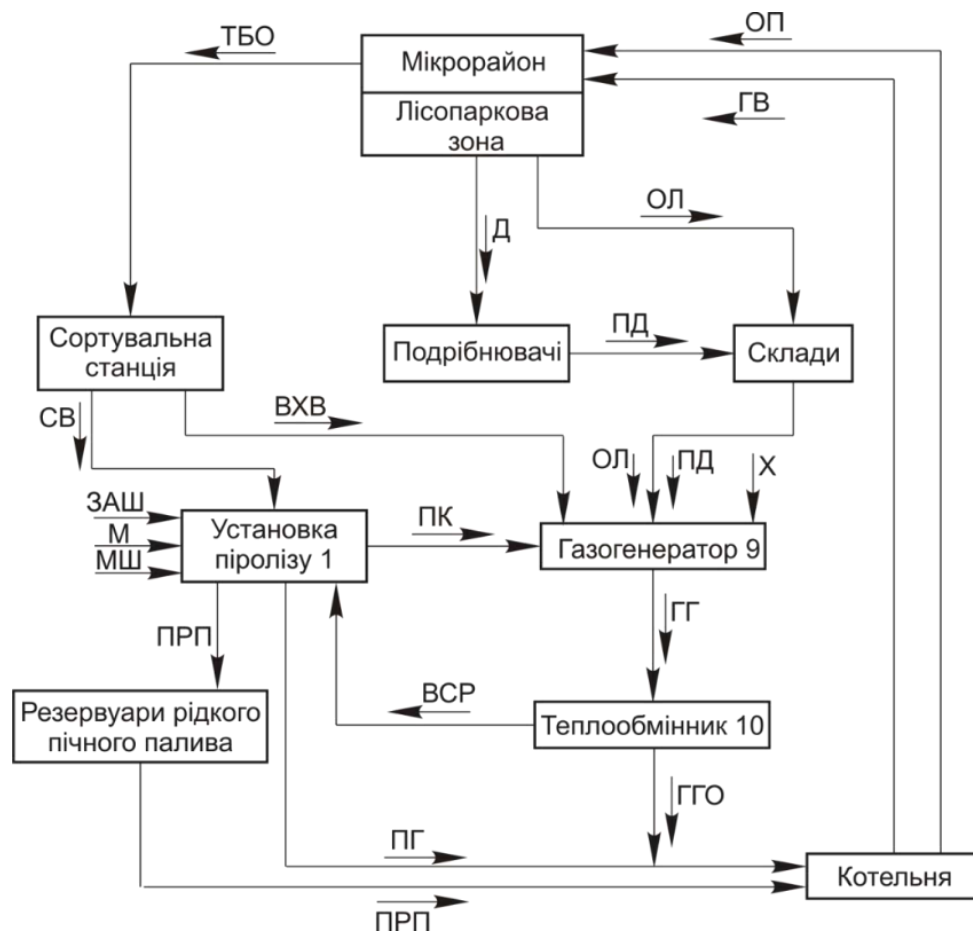 ТБО
ОП
Мікрорайон
Лісопаркова
зона
ГВ
ОЛ
Д
Сортувальна
станція
Подрібнювачі
ПД
Склади
СВ
ВХВ
ОЛ
ПД
Х
ЗАШ
М
МШ
Установка
піролізу 1
ПК
Газогенератор 9
ПРП
ГГ
Резервуари рідкого
пічного палива
ВСР
Теплообмінник 10
ГГО
ПГ
Котельня
ПРП